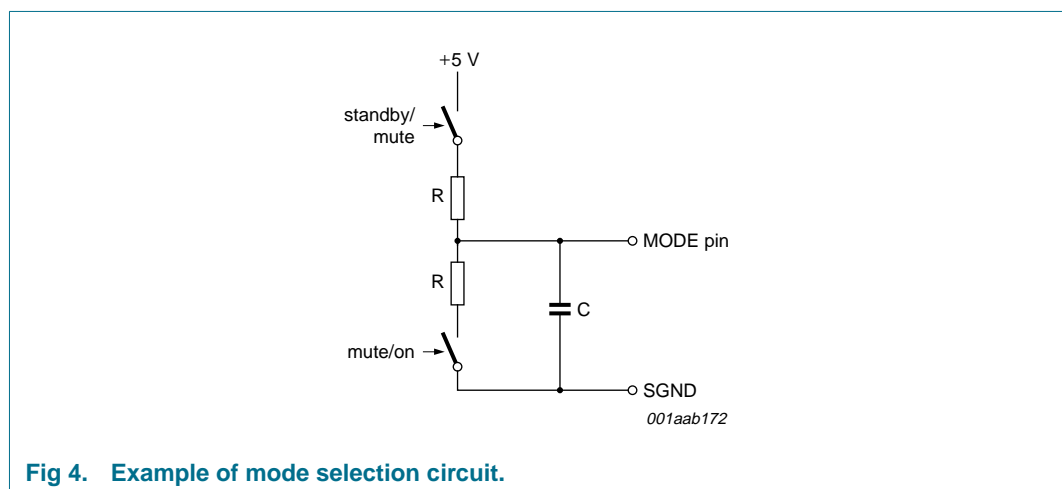 +5 V
standby/
mute
R
MODE pin
R
C
mute/on
SGND
001aab172
Fig 4. Example of mode selection circuit.